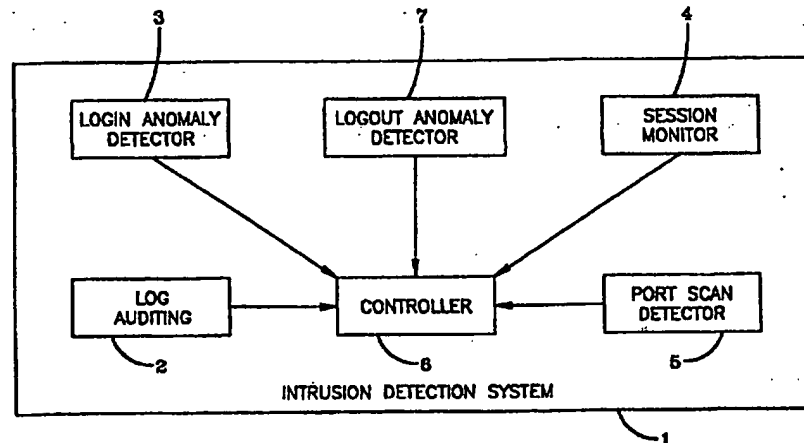 3
7
4
LOGIN ANOMALY
DETECTOR
LOGOUT ANOMALY
DETECTOR
SESSION
MONITOR
LOG
AUDITING
CONTROLLER
PORT SCAN
DETECTOR
2
6
5
INTRUSION DETECTION SYSTEM
1